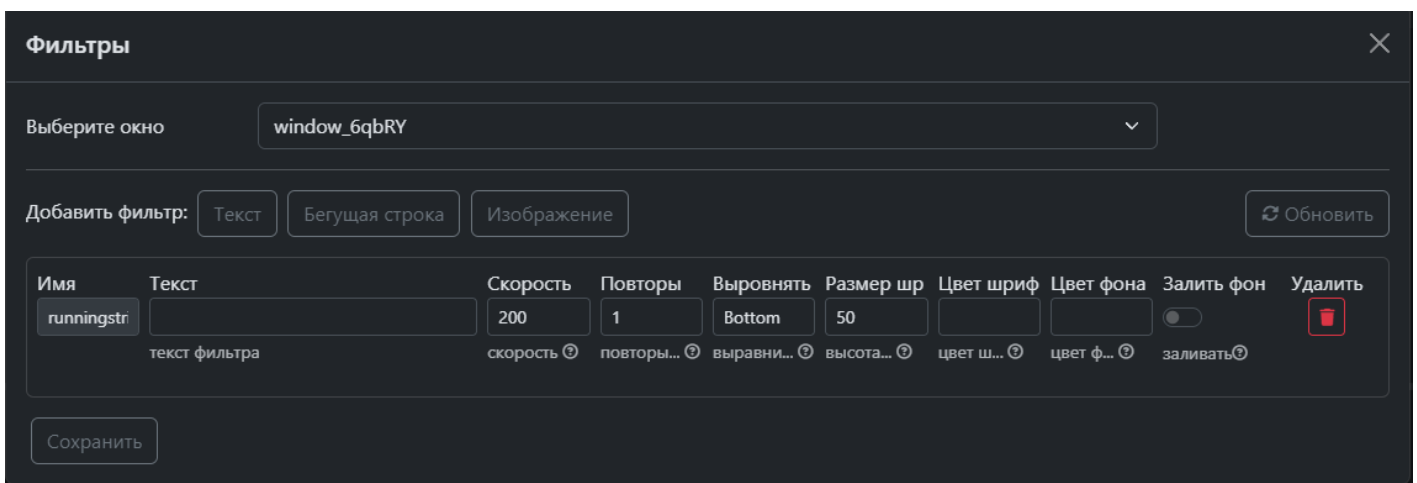 Фильтры
Выберите окно window_6qbRY
Добавить фильтр: Текст Бегущая строка Изображение Обновить
Имя Текст Скорость Повторы Выровнять Размер шр Цвет шриф Цвет фона Залить фон Удалить
runningstri 200 1 Bottom 50
текст фильтра скорость повторы... выравни... высота... цвет ш... цвет ф... заливать
Сохранить